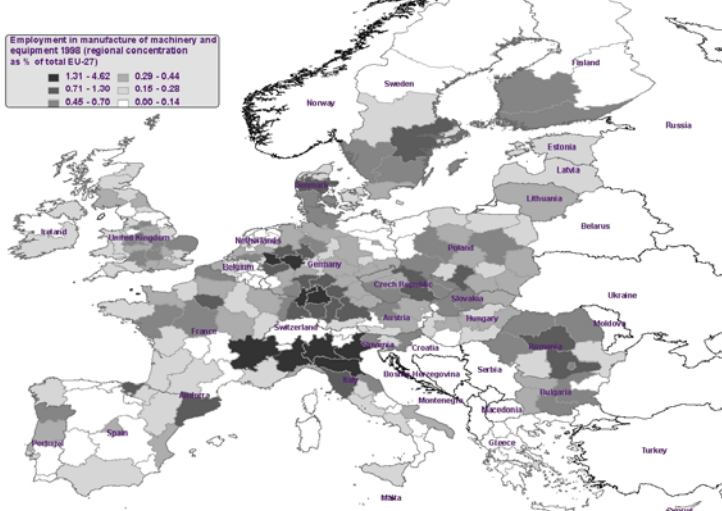 Employment in manufacture of machinery and
equipment 1998 (regional concentration
as % of total EU-27)
1.31 - 4.62 0.29 - 0.44
0.71 - 1.30 0.15 - 0.28
0.45 - 0.70 0.00 - 0.14
Finland
Sweden
Norway
Russia
Estonia
Latvia
Denmark
Lithuania
Belarus
Ireland
United Kingdom
Netherlands
Poland
Belgium
Germany
Czech Republic
Ukraine
Slovakia
Austria
Hungary
Moldova
France
Switzerland
Slovenia
Croatia
Romania
Bosnia Herzegovina
Serbia
Italy
Andorra
Bulgaria
Montenegro
Macedonia
Spain
Portugal
Greece
Turkey
Malta